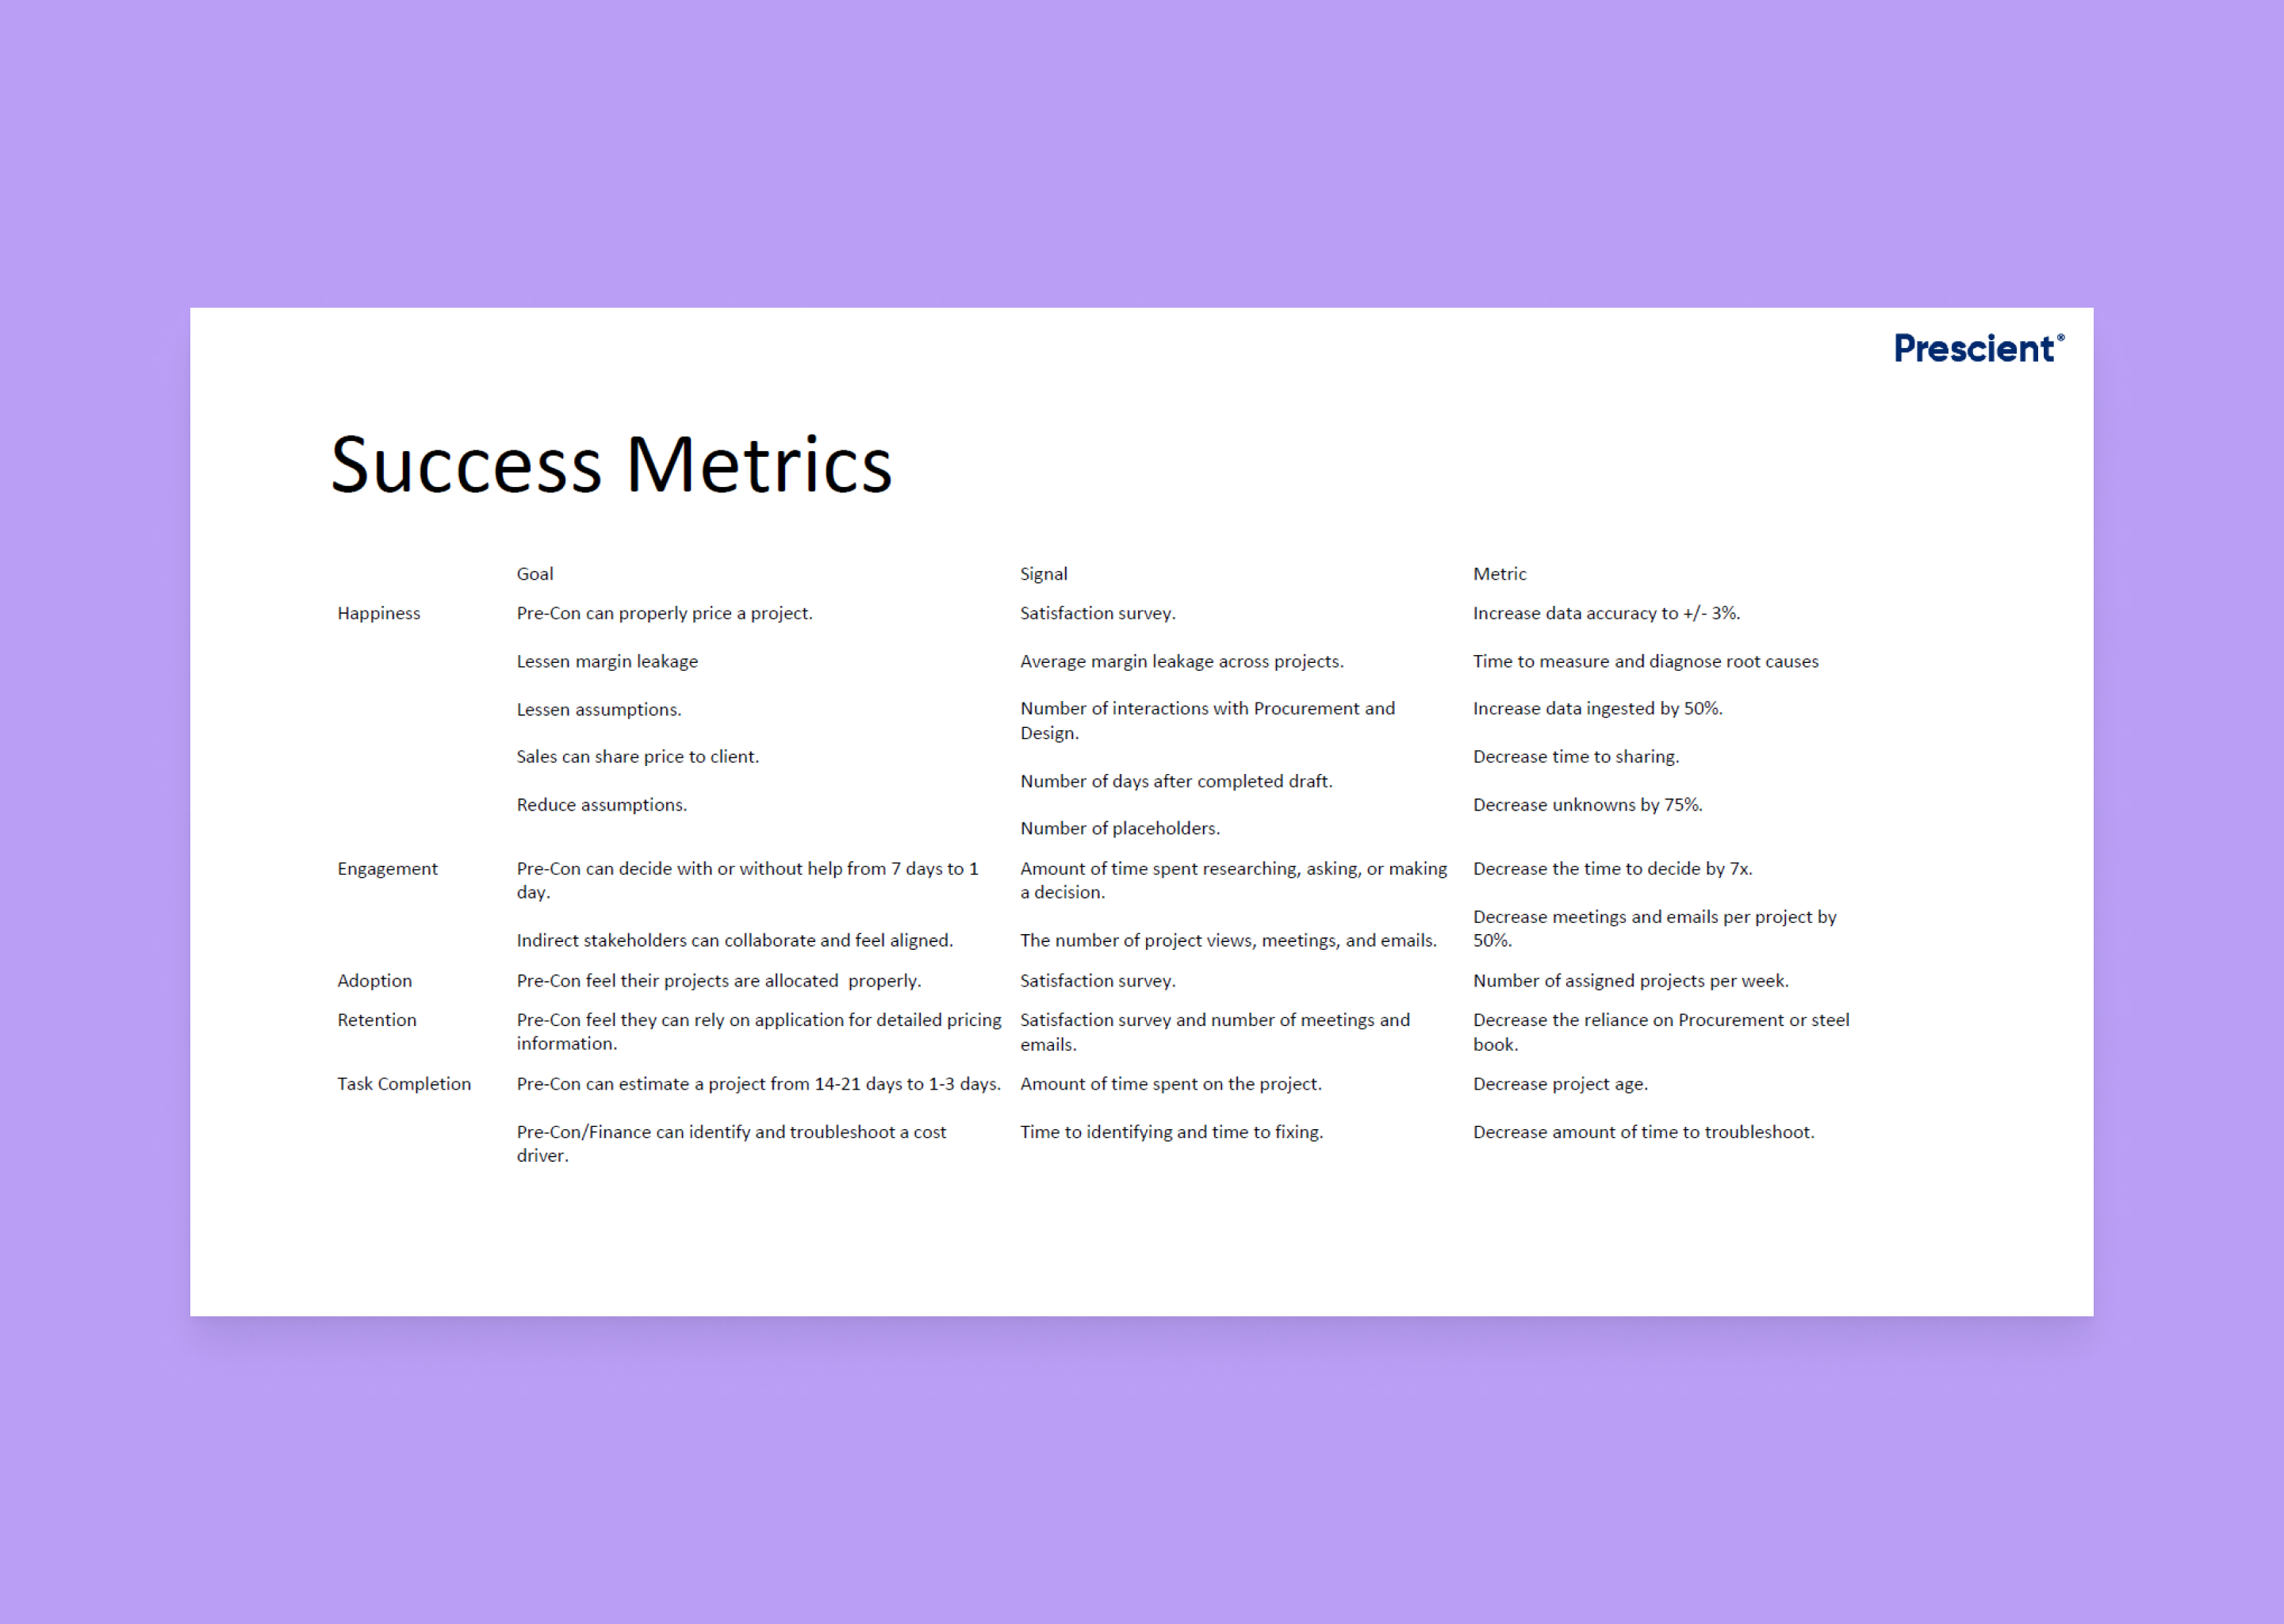 Prescient®
Success Metrics
Goal Signal Metric
Happiness Pre-Con can properly price a project. Satisfaction survey. Increase data accuracy to +/- 3%.
Lessen margin leakage Average margin leakage across projects. Time to measure and diagnose root causes
Lessen assumptions. Number of interactions with Procurement and Increase data ingested by 50%.
Design.
Sales can share price to client. Decrease time to sharing.
Number of days after completed draft.
Reduce assumptions. Decrease unknowns by 75%.
Number of placeholders.
Engagement Pre-Con can decide with or without help from 7 days to 1 Amount of time spent researching, asking, or making Decrease the time to decide by 7x.
day. a decision.
Decrease meetings and emails per project by
Indirect stakeholders can collaborate and feel aligned. The number of project views, meetings, and emails. 50%.
Adoption Pre-Con feel their projects are allocated  properly. Satisfaction survey. Number of assigned projects per week.
Retention Pre-Con feel they can rely on application for detailed pricing Satisfaction survey and number of meetings and Decrease the reliance on Procurement or steel
information. emails. book.
Task Completion Pre-Con can estimate a project from 14-21 days to 1-3 days. Amount of time spent on the project. Decrease project age.
Pre-Con/Finance can identify and troubleshoot a cost Time to identifying and time to fixing. Decrease amount of time to troubleshoot.
driver.